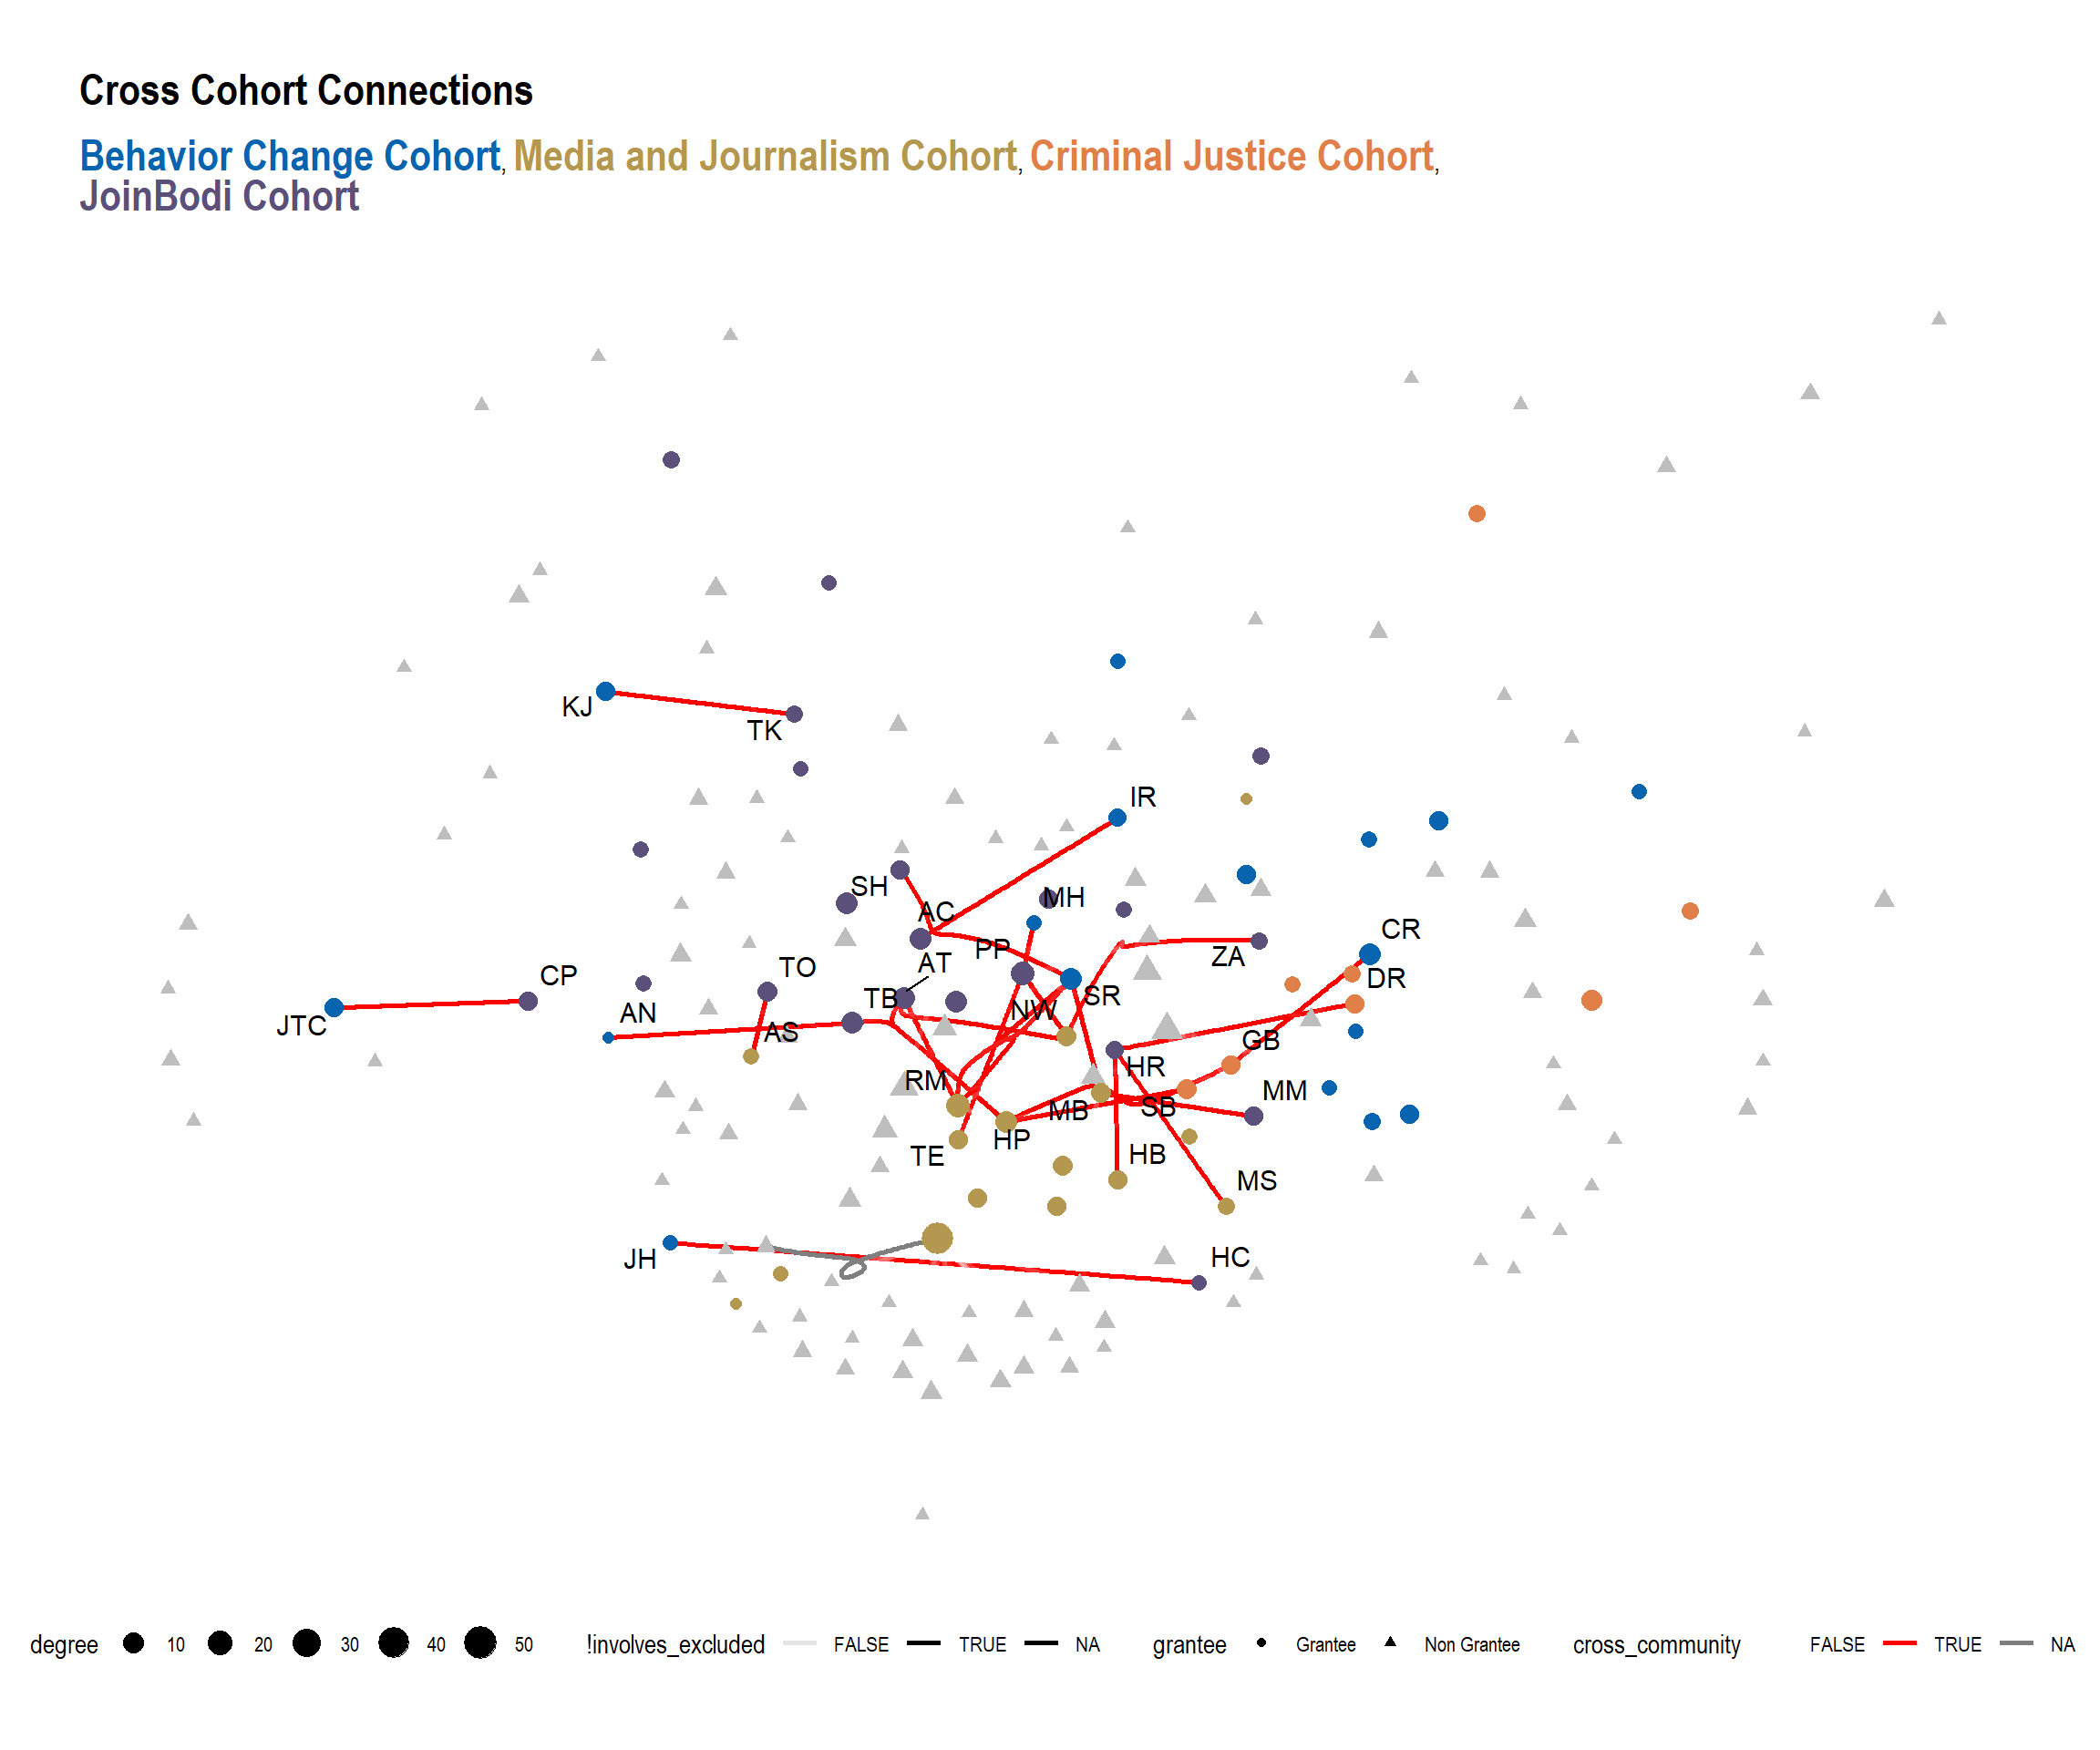 Cross Cohort Connections
Behavior Change Cohort, Media and Journalism Cohort, Criminal Justice Cohort,
JoinBodi Cohort
KJ
TK
IR
SH
MH
AC
CR
PP
ZA
AT
TO
CP
DR
TB
SR
NW
AN
JTC
AS
GB
HR
RM
MM
MB
SB
HP
TE
HB
MS
JH
HC
degree 10 20 30 40 50 !involves_excluded FALSE TRUE NA grantee Grantee Non Grantee cross_community FALSE TRUE NA